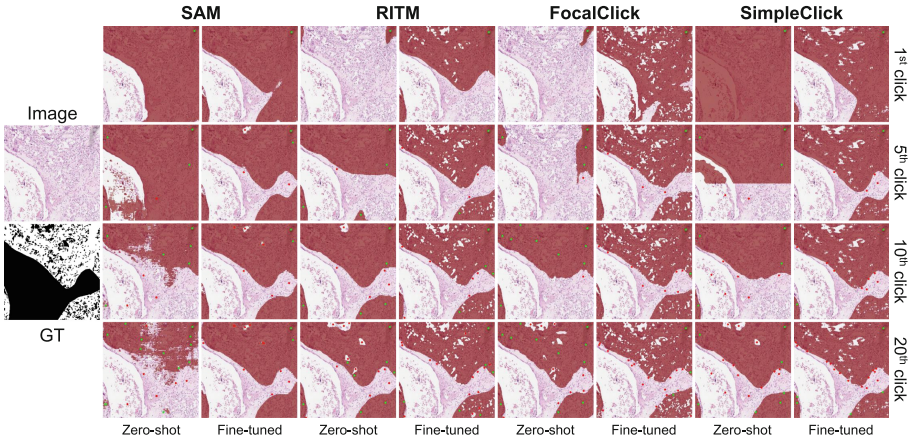 SAM RITM FocalClick SimpleClick
1st click
Image
5th click
10th click
GT
20th click
Zero-shot Fine-tuned Zero-shot Fine-tuned Zero-shot Fine-tuned Zero-shot Fine-tuned